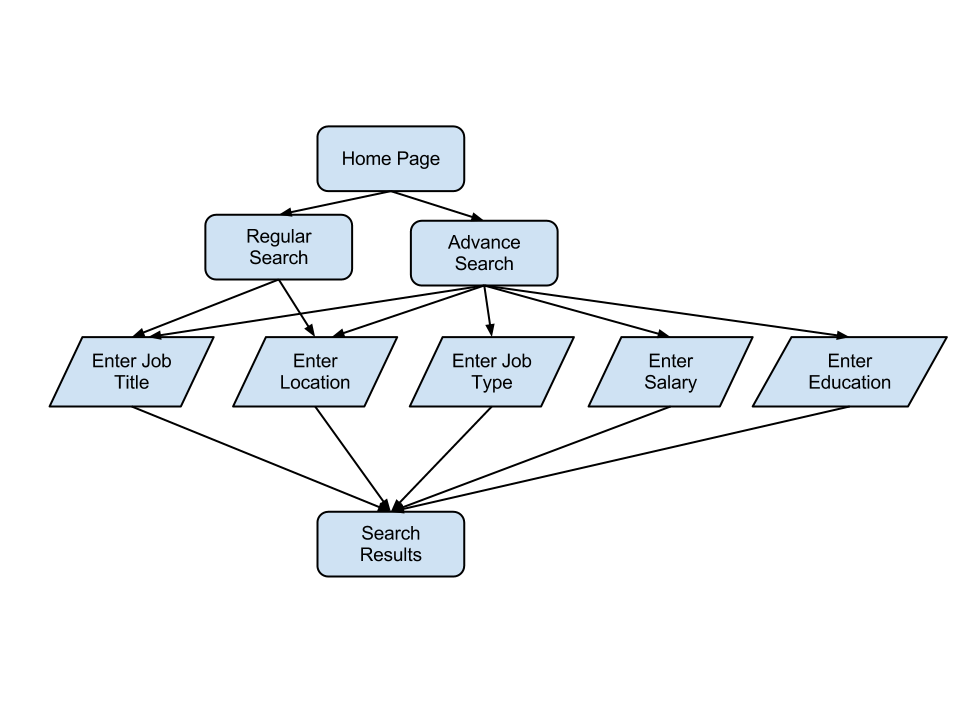 Home Page
Regular
Search
Advance
Search
Enter Job
Title
Enter
Location
Enter Job
Type
Enter
Salary
Enter
Education
Search
Results